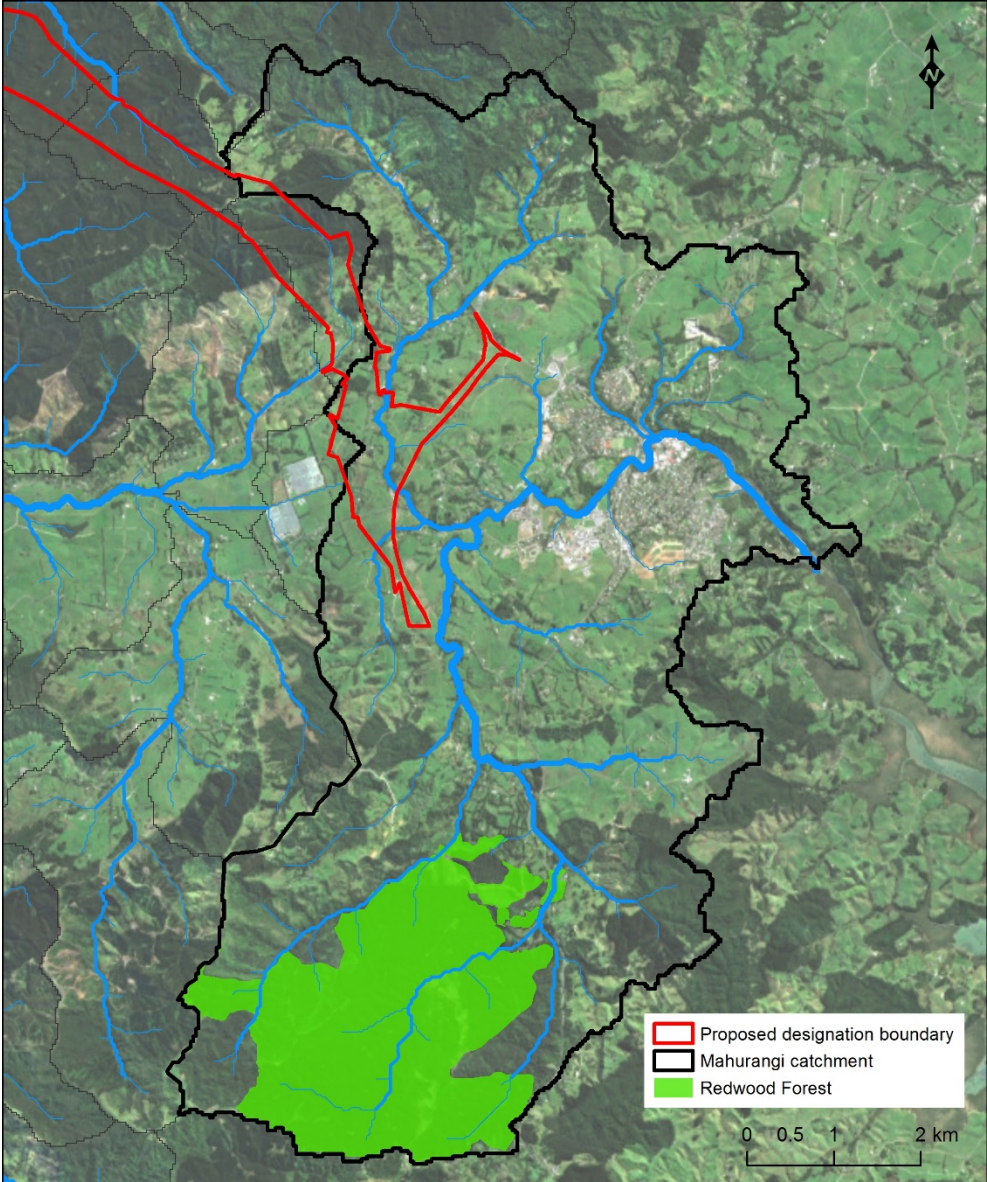 N
Proposed designation boundary
Mahurangi catchment
Redwood Forest
0 0.5 1 2 km